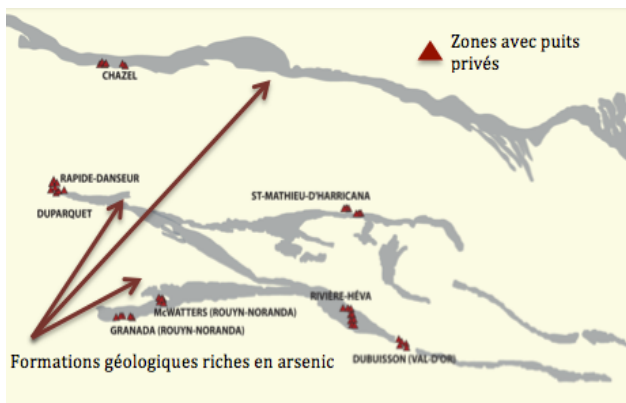 Zones avec puits
privés
CHAZEL
RAPIDE-DANSEUR
DUPARQUET
ST-MATHIEU-D'HARRICANA
McWATTERS (ROUYN-NORANDA)
RIVIÈRE-HÉVA
GRANADA (ROUYN-NORANDA)
DUBUISSON (VAL-D'OR)
Formations géologiques riches en arsenic